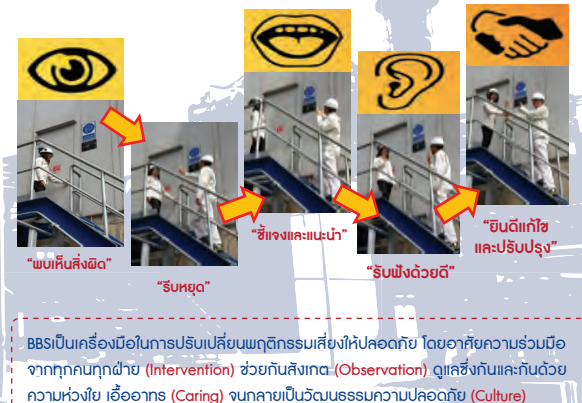 "พบเห็นสิ่งผิด"
"รีบหยุด"
"ชี้แจงและแนะนำ"
"รับฟังด้วยดี"
"ยินดีแก้ไข
และปรับปรุง"
BBSเป็นเครื่องมือในการปรับเปลี่ยนพฤติกรรมเสี่ยงให้ปลอดภัย โดยอาศัยความร่วมมือ
จากทุกคนทุกฝ่าย (Intervention) ช่วยกันสังเกต (Observation) ดูแลซึ่งกันและกันด้วย
ความห่วงใย เอื้ออาทร (Caring) จนกลายเป็นวัฒนธรรมความปลอดภัย (Culture)